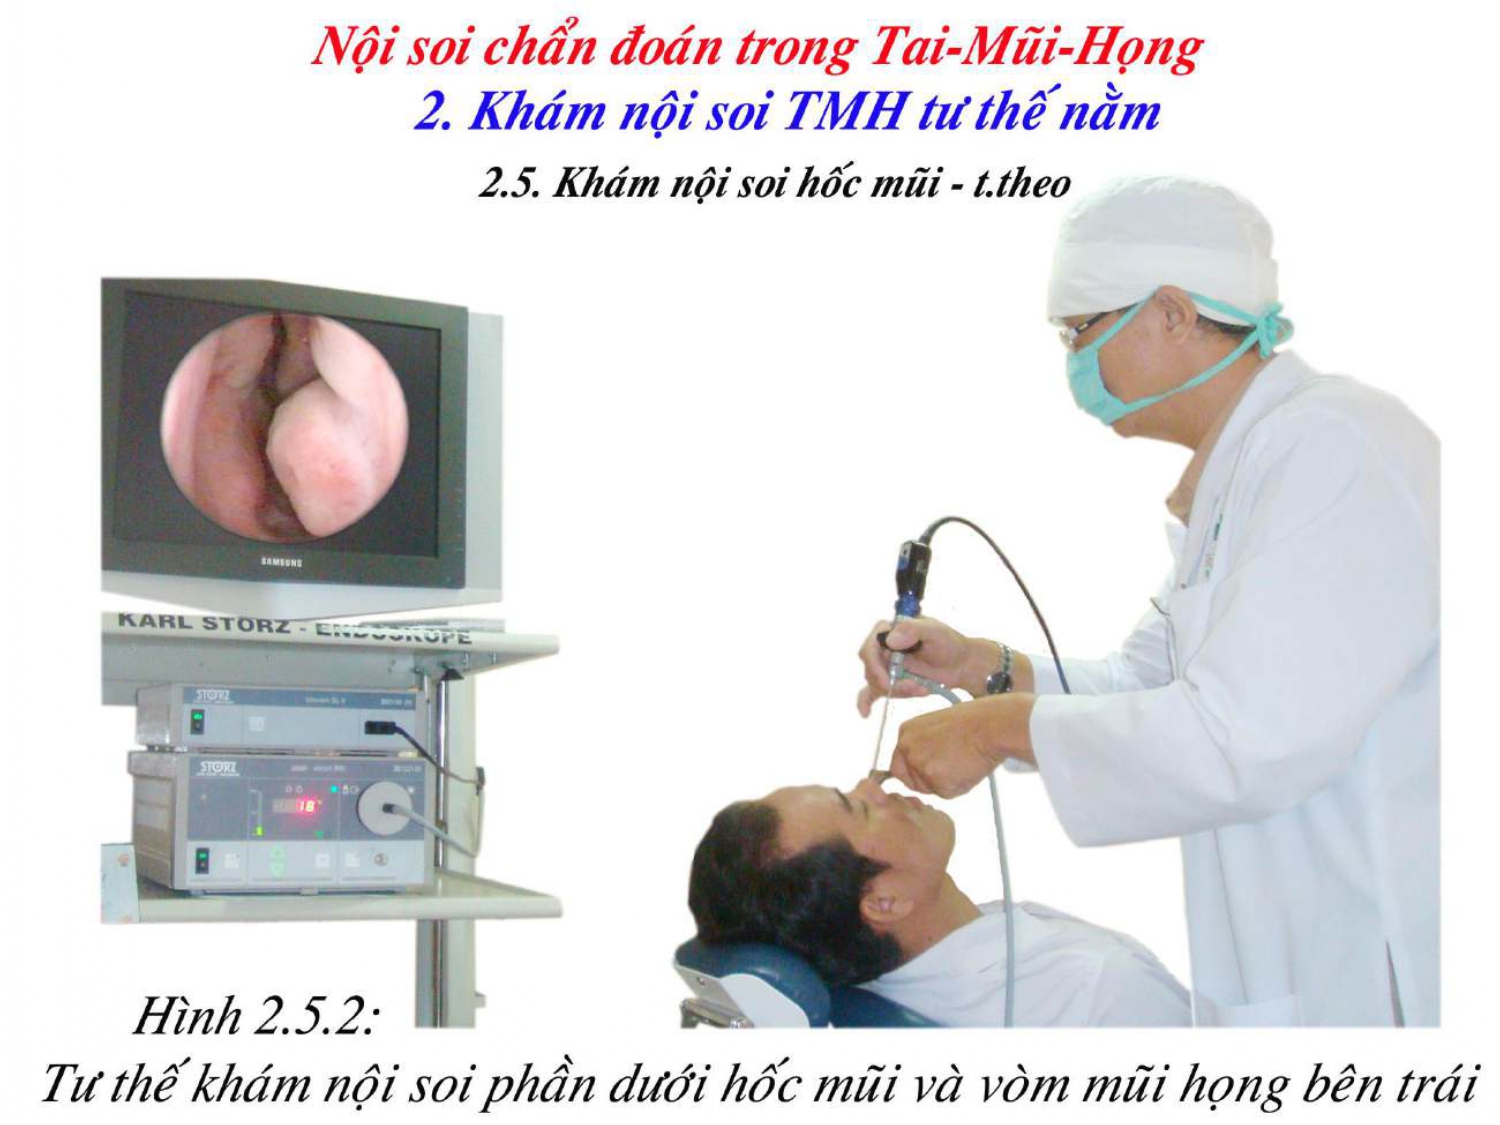 Nội soi chẩn đoán trong Tai-Mũi-Họng
2. Khám nội soi TMH tư thế nằm
2.5. Khám nội soi hốc mũi - t.theo
SAMSUNG
KARL STORZ - ENDOSKOPE
STORZ
STORZ
18
Hình 2.5.2:
Tư thế khám nội soi phần dưới hốc mũi và vòm mũi họng bên trái